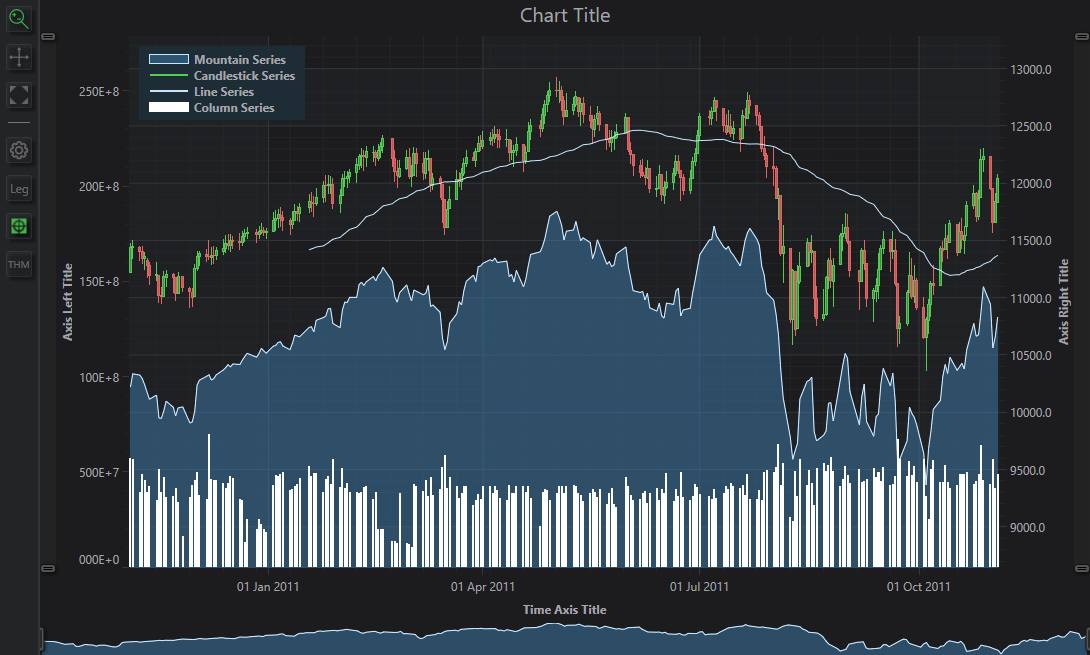 Chart Title
Mountain Series
Candlestick Series
Line Series
Column Series
Leg
THM
Axis Left Title
250E+8
200E+8
150E+8
100E+8
500E+7
000E+0
13000.0
12500.0
12000.0
11500.0
11000.0
10500.0
10000.0
9500.0
9000.0
Axis Right Title
01 Jan 2011
01 Apr 2011
01 Jul 2011
01 Oct 2011
Time Axis Title